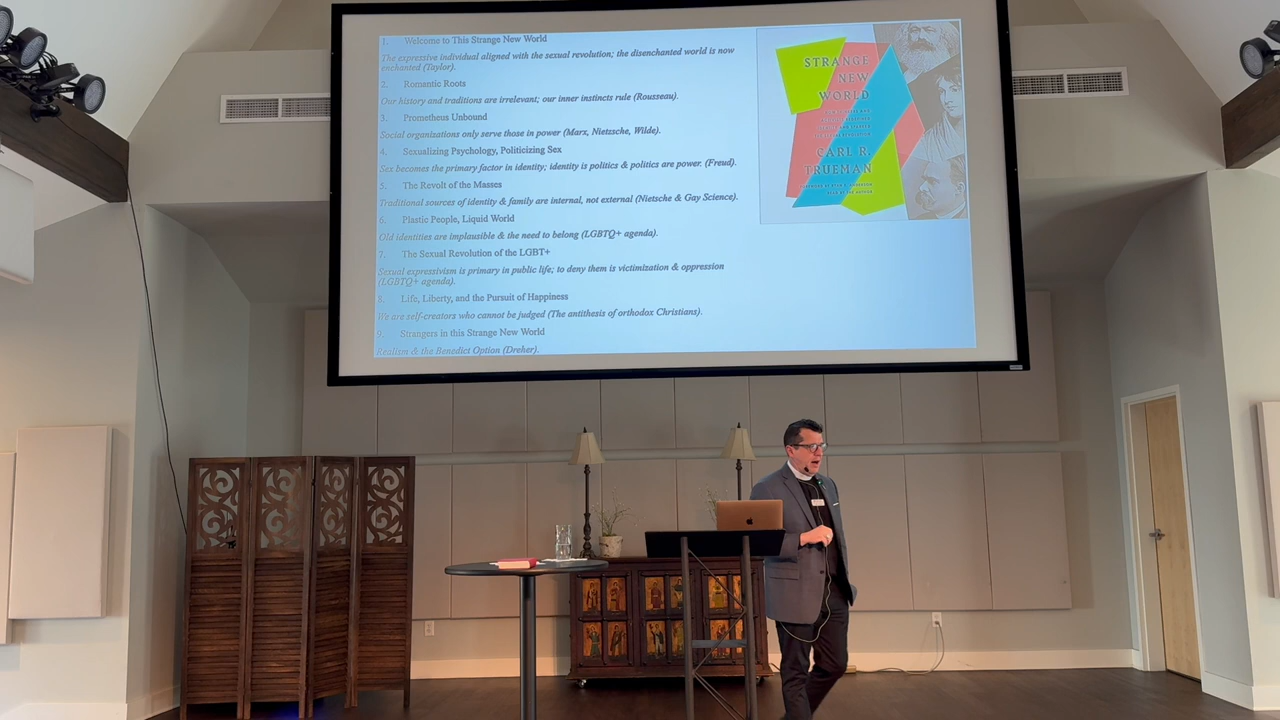 1. Welcome to This Strange New World
The expressive individual aligned with the sexual revolution; the disenchanted world is now
enchanted (Taylor).
2. Romantic Roots
Our history and traditions are irrelevant; our inner instincts rule (Rousseau).
3. Prometheus Unbound
Social organizations only serve those in power (Marx, Nietzsche, Wilde).
4. Sexualizing Psychology, Politicizing Sex
Sex becomes the primary factor in identity; identity is politics & politics are power. (Freud).
5. The Revolt of the Masses
Traditional sources of identity & family are internal, not external (Nietsche & Gay Science).
6. Plastic People, Liquid World
Old identities are implausible & the need to belong (LGBTQ+ agenda).
7. The Sexual Revolution of the LGBT+
Sexual expressivism is primary in public life; to deny them is victimization & oppression
(LGBTQ+ agenda).
8. Life, Liberty, and the Pursuit of Happiness
We are self-creators who cannot be judged (The antithesis of orthodox Christians).
9. Strangers in this Strange New World
Realism & the Benedict Option (Dreher).
STRANGE
NEW
WORLD
CARL R.
TRUEMAN